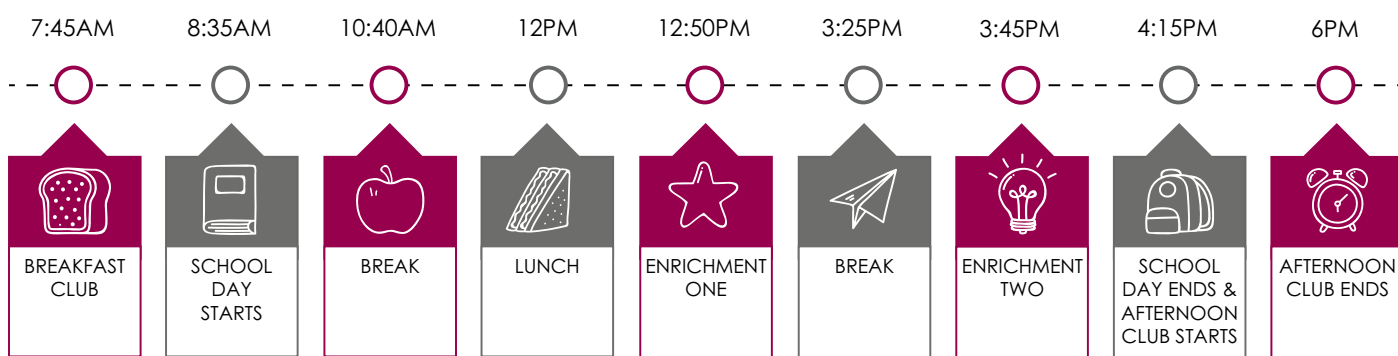 7:45AM 8:35AM 10:40AM 12PM 12:50PM 3:25PM 3:45PM 4:15PM 6PM
BREAKFAST
CLUB
SCHOOL
DAY
STARTS
BREAK
LUNCH
ENRICHMENT
ONE
BREAK
ENRICHMENT
TWO
SCHOOL
DAY ENDS &
AFTERNOON
CLUB STARTS
AFTERNOON
CLUB ENDS